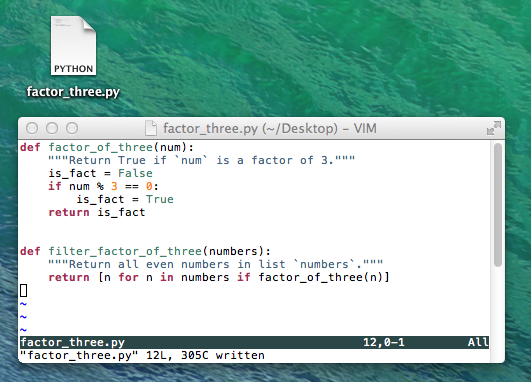 PYTHON
factor_three.py
factor_three.py (~/Desktop) – VIM
def factor_of_three(num):
    """Return True if `num` is a factor of 3."""
    is_fact = False
    if num % 3 == 0:
        is_fact = True
    return is_fact
def filter_factor_of_three(numbers):
    """Return all even numbers in list `numbers`."""
    return [n for n in numbers if factor_of_three(n)]
~
~
~
factor_three.py 12,0-1 All
"factor_three.py" 12L, 305C written